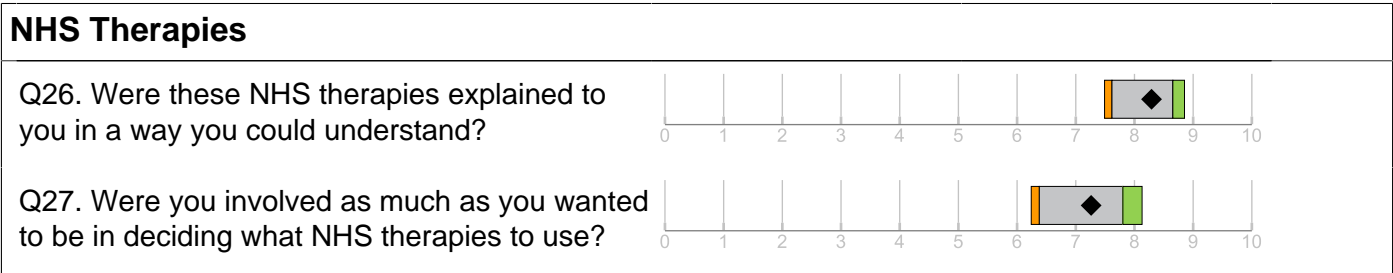 NHS Therapies
Q26. Were these NHS therapies explained to
you in a way you could understand?
0 1 2 3 4 5 6 7 8 9 10
Q27. Were you involved as much as you wanted
to be in deciding what NHS therapies to use?
0 1 2 3 4 5 6 7 8 9 10